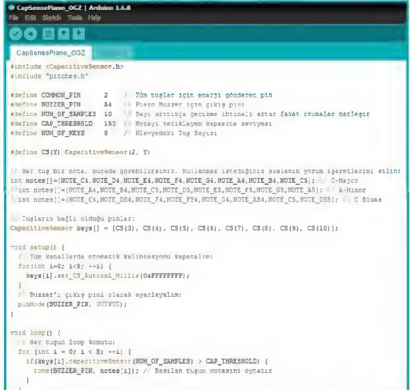 CapSensePiano_OGZ | Arduino 1.6.8
File Edit Sketch Tools Help
CapSensePiano_OGZ
#include <CapacitiveSensor.h>
#include "pitches.h"
#define COMMON_PIN 2 // Tüm tuşlar için enerji gönderen pin
#define BUZZER_PIN A4 // Piezo Buzzer için çıkış pini
#define NUM_OF_SAMPLES 10 // Sayı arttıkça gecikme ihtimali artar fakat okumalar netleşir
#define CAP_THRESHOLD 150 // Notayı tetikleyen kapasite seviyesi
#define NUM_OF_KEYS 8 // Klavyedeki Tuş Sayısı
#define CS(Y) CapacitiveSensor(2, Y)
// Her tuş bir nota, burada görebilirsiniz. Kullanmak istediğiniz skalanın yorum işaretlerini silin:
int notes[]={NOTE_C4,NOTE_D4,NOTE_E4,NOTE_F4,NOTE_G4,NOTE_A4,NOTE_B4,NOTE_C5}; // C-Major
//int notes[]={NOTE_A4,NOTE_B4,NOTE_C5,NOTE_D5,NOTE_E5,NOTE_F5,NOTE_G5,NOTE_A5}; // A-Minor
//int notes[]={NOTE_C4,NOTE_DS4,NOTE_F4,NOTE_FS4,NOTE_G4,NOTE_AS4,NOTE_C5,NOTE_DS5}; // C Blues
// Tuşların bağlı olduğu pinler:
CapacitiveSensor keys[] = {CS(3), CS(4), CS(5), CS(6), CS(7), CS(8), CS(9), CS(10)};
void setup() {
// Tüm kanallarda otomatik kalibrasyonu kapatalım:
for(int i=0; i<8; ++i) {
keys[i].set_CS_AutocaL_Millis(0xFFFFFFFF);
}
// Buzzer'ı çıkış pini olarak ayarlayalım:
pinMode(BUZZER_PIN, OUTPUT);
}
void loop() {
// Her tuşun loop komutu:
for (int i = 0; i < 8; ++i) {
if(keys[i].capacitiveSensor(NUM_OF_SAMPLES) > CAP_THRESHOLD) {
tone(BUZZER_PIN, notes[i]); // Basılan tuşun notasını oynatır
}